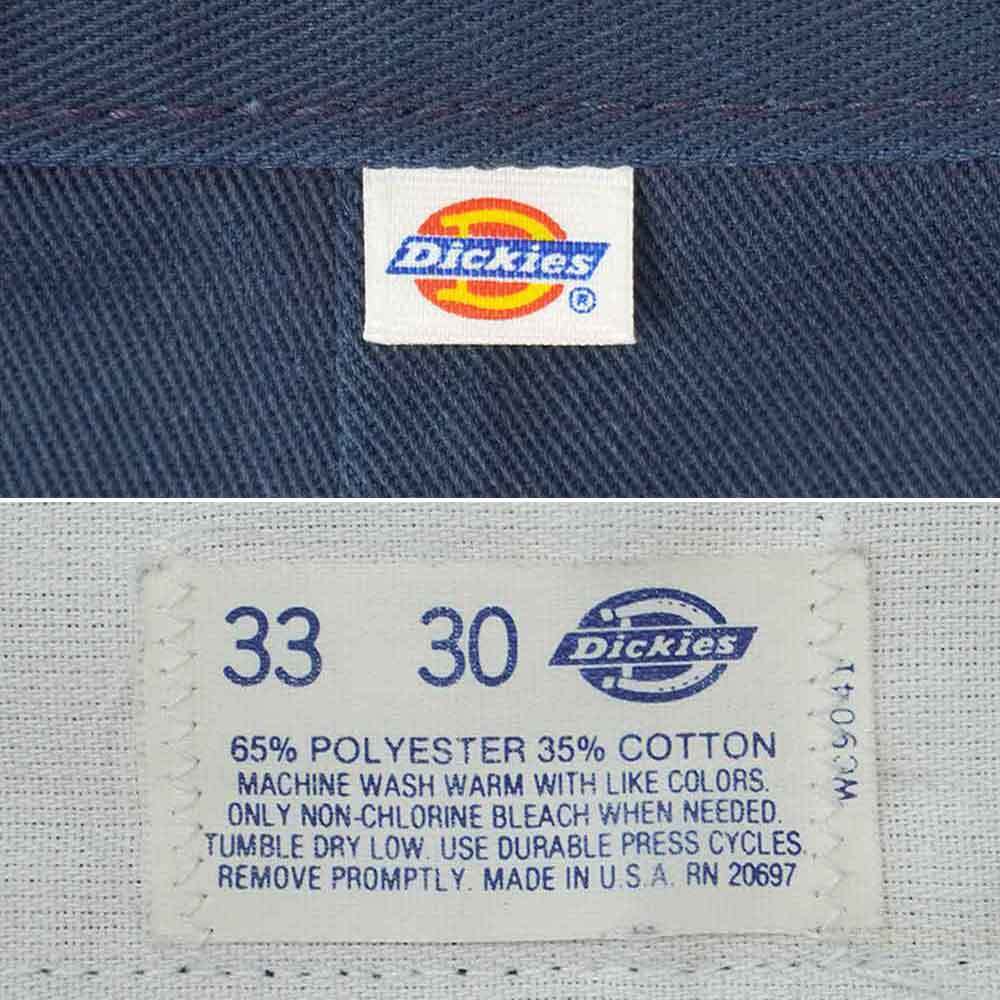 Dickies
®
33 30 Dickies
65% POLYESTER 35% COTTON
MACHINE WASH WARM WITH LIKE COLORS.
ONLY NON-CHLORINE BLEACH WHEN NEEDED.
TUMBLE DRY LOW. USE DURABLE PRESS CYCLES.
REMOVE PROMPTLY. MADE IN U.S.A. RN 20697
WC99041